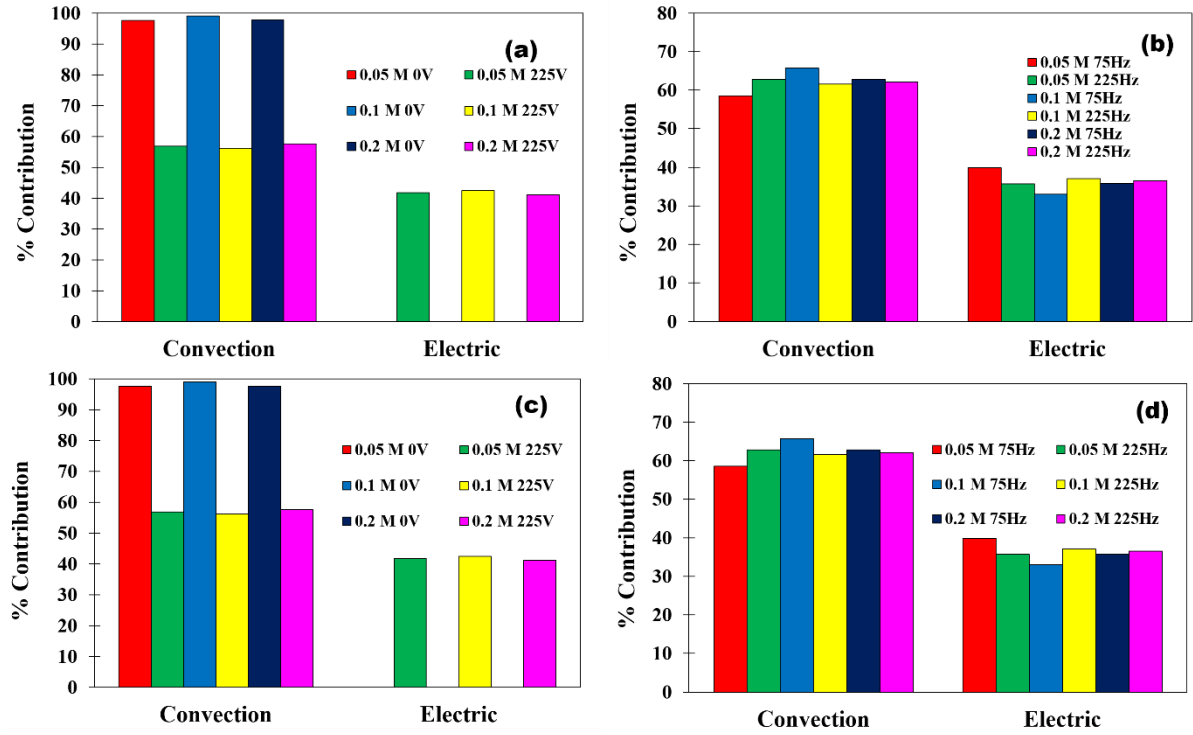 (a)
% Contribution
100
90
80
70
60
50
40
30
20
10
0
0.05 M 0V 0.05 M 225V
0.1 M 0V 0.1 M 225V
0.2 M 0V 0.2 M 225V
Convection Electric
(b)
% Contribution
80
70
60
50
40
30
20
10
0
0.05 M 75Hz
0.05 M 225Hz
0.1 M 75Hz
0.1 M 225Hz
0.2 M 75Hz
0.2 M 225Hz
Convection Electric
(c)
% Contribution
100
90
80
70
60
50
40
30
20
10
0
0.05 M 0V 0.05 M 225V
0.1 M 0V 0.1 M 225V
0.2 M 0V 0.2 M 225V
Convection Electric
(d)
% Contribution
80
70
60
50
40
30
20
10
0
0.05 M 75Hz 0.05 M 225Hz
0.1 M 75Hz 0.1 M 225Hz
0.2 M 75Hz 0.2 M 225Hz
Convection Electric